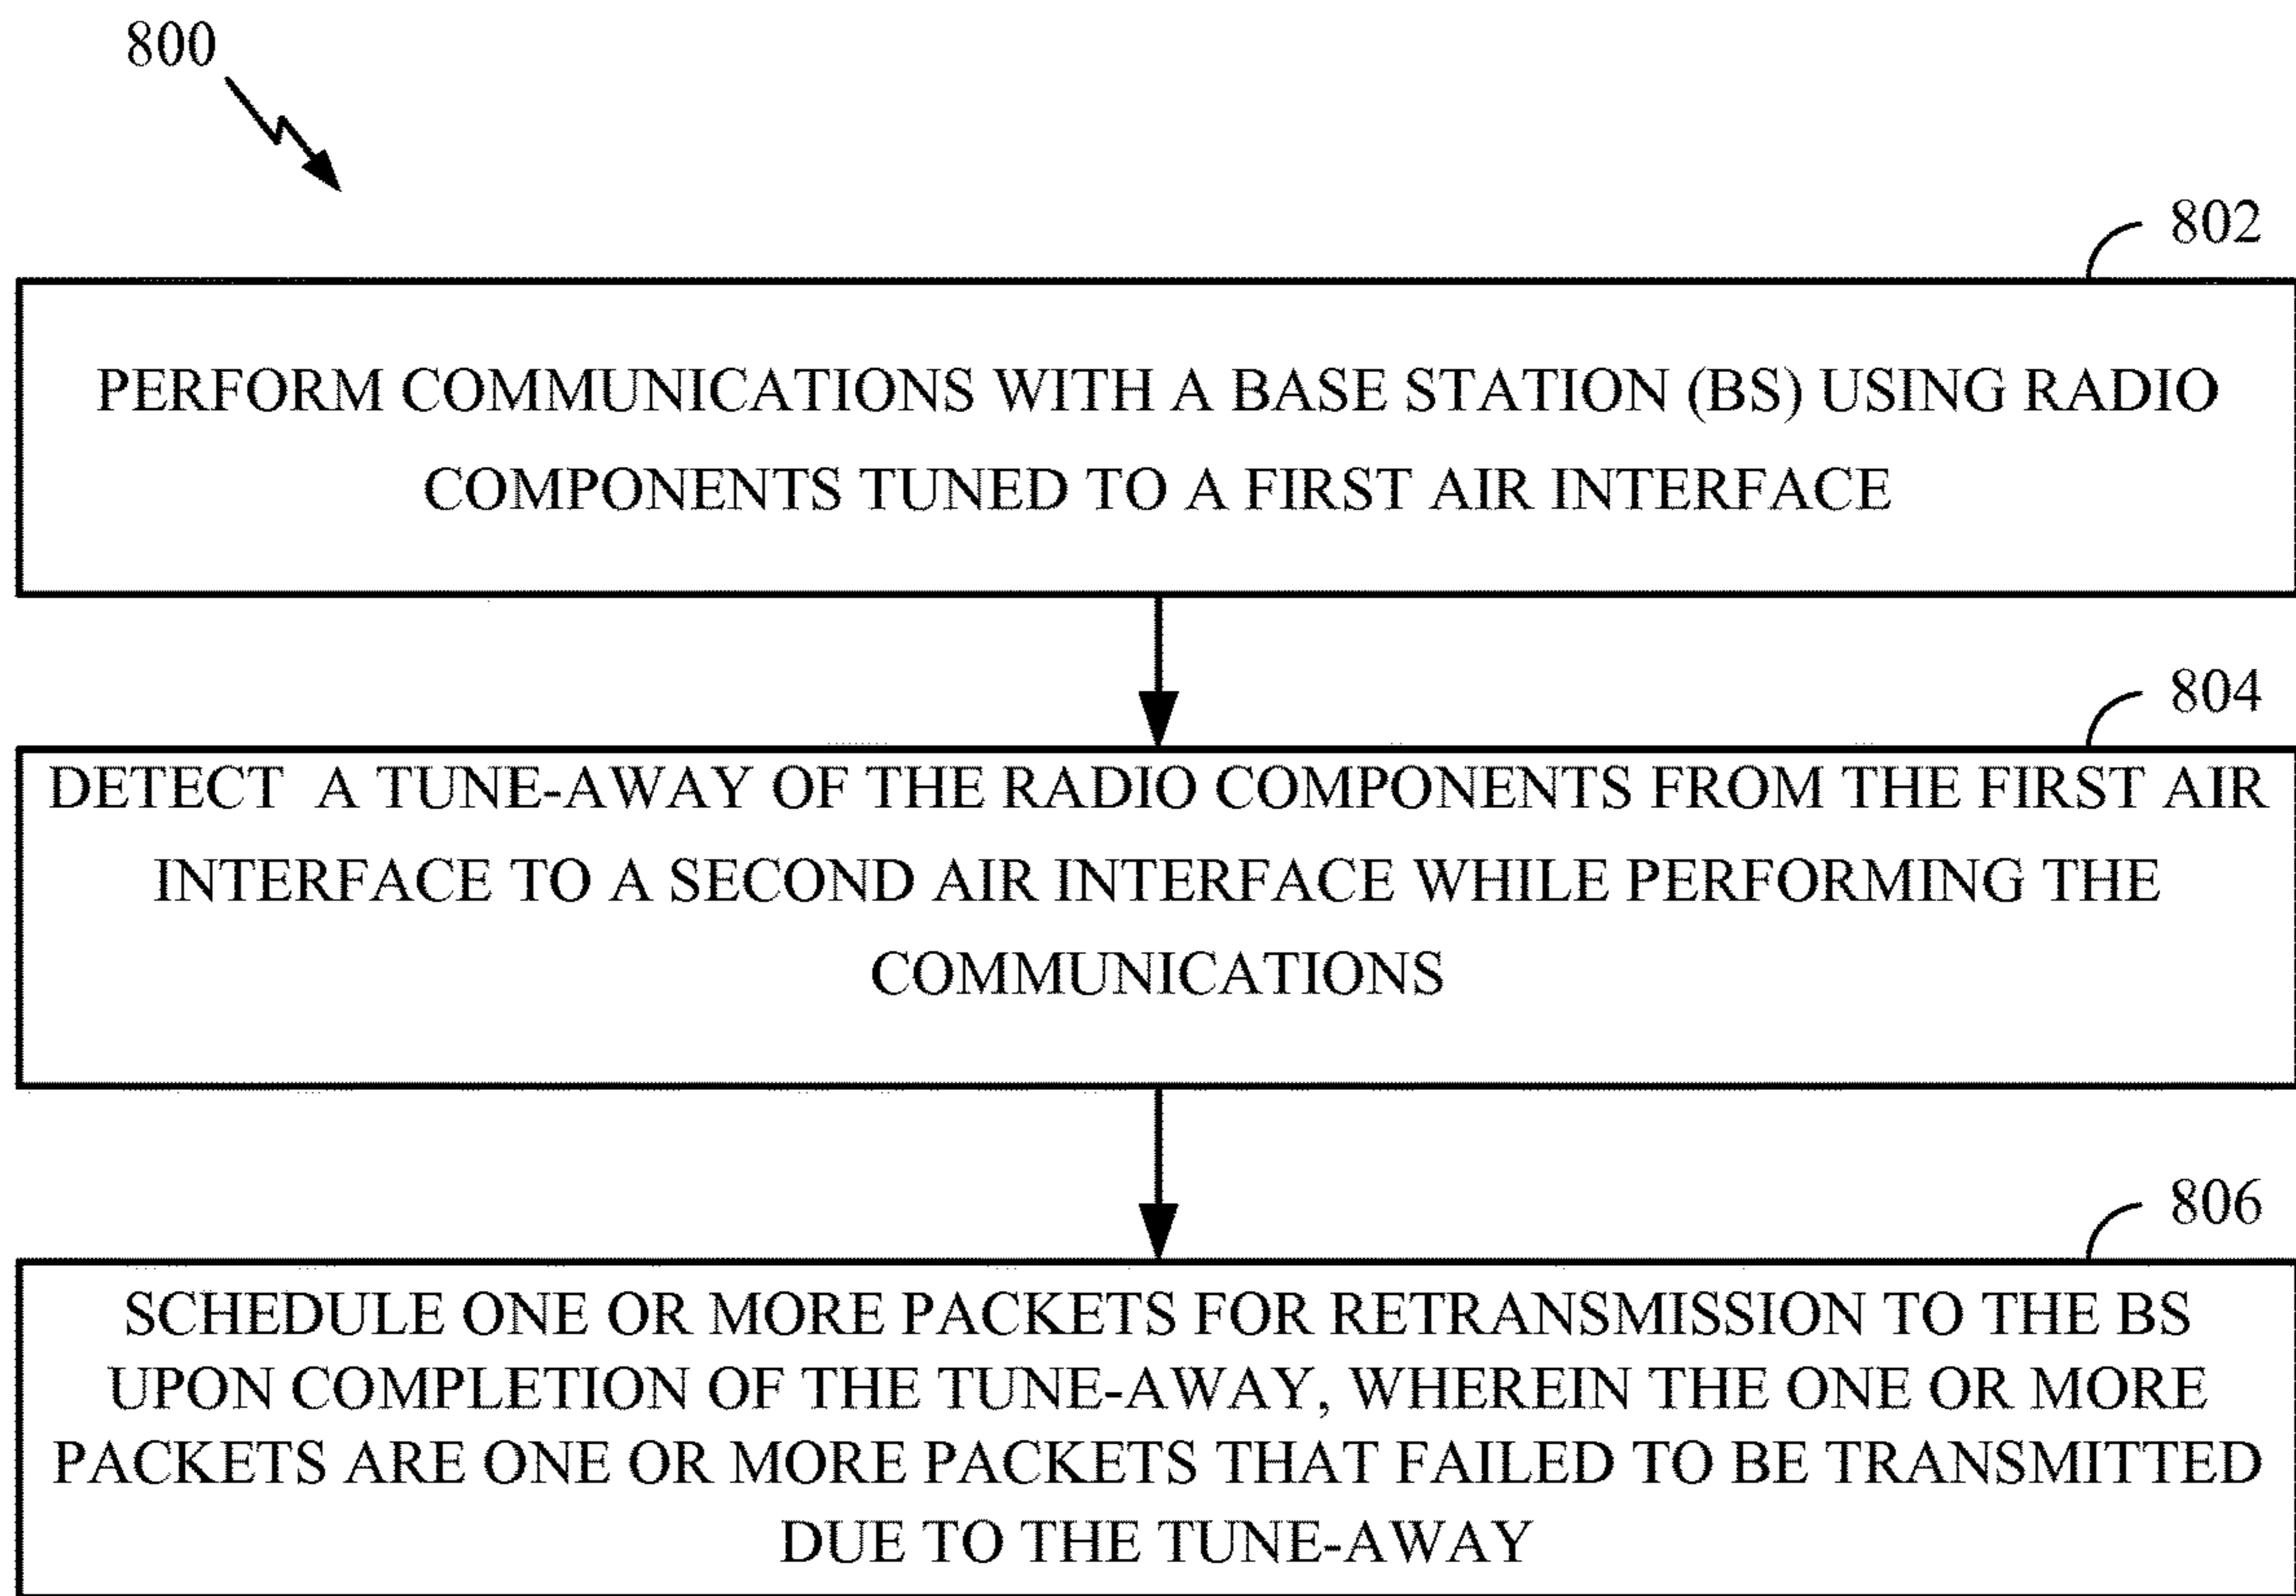 800
802
PERFORM COMMUNICATIONS WITH A BASE STATION (BS) USING RADIO
COMPONENTS TUNED TO A FIRST AIR INTERFACE
804
DETECT A TUNE-AWAY OF THE RADIO COMPONENTS FROM THE FIRST AIR
INTERFACE TO A SECOND AIR INTERFACE WHILE PERFORMING THE
COMMUNICATIONS
806
SCHEDULE ONE OR MORE PACKETS FOR RETRANSMISSION TO THE BS
UPON COMPLETION OF THE TUNE-AWAY, WHEREIN THE ONE OR MORE
PACKETS ARE ONE OR MORE PACKETS THAT FAILED TO BE TRANSMITTED
DUE TO THE TUNE-AWAY